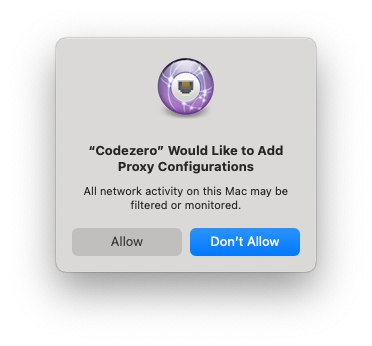 “Codezero” Would Like to Add
Proxy Configurations
All network activity on this Mac may be
filtered or monitored.
Allow
Don’t Allow